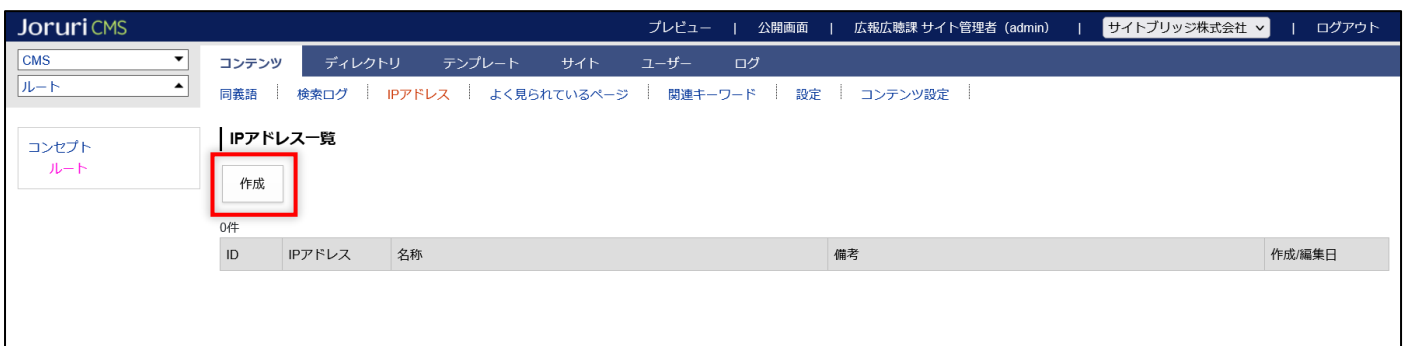 Joruri CMS プレビュー | 公開画面 | 広報広聴課 サイト管理者（admin） | サイトブリッジ株式会社 | ログアウト
CMS
ルート
コンテンツ ディレクトリ テンプレート サイト ユーザー ログ
同義語 検索ログ IPアドレス よく見られているページ 関連キーワード 設定 コンテンツ設定
コンセプト
ルート
IPアドレス一覧
作成
0件
ID IPアドレス 名称 備考 作成/編集日